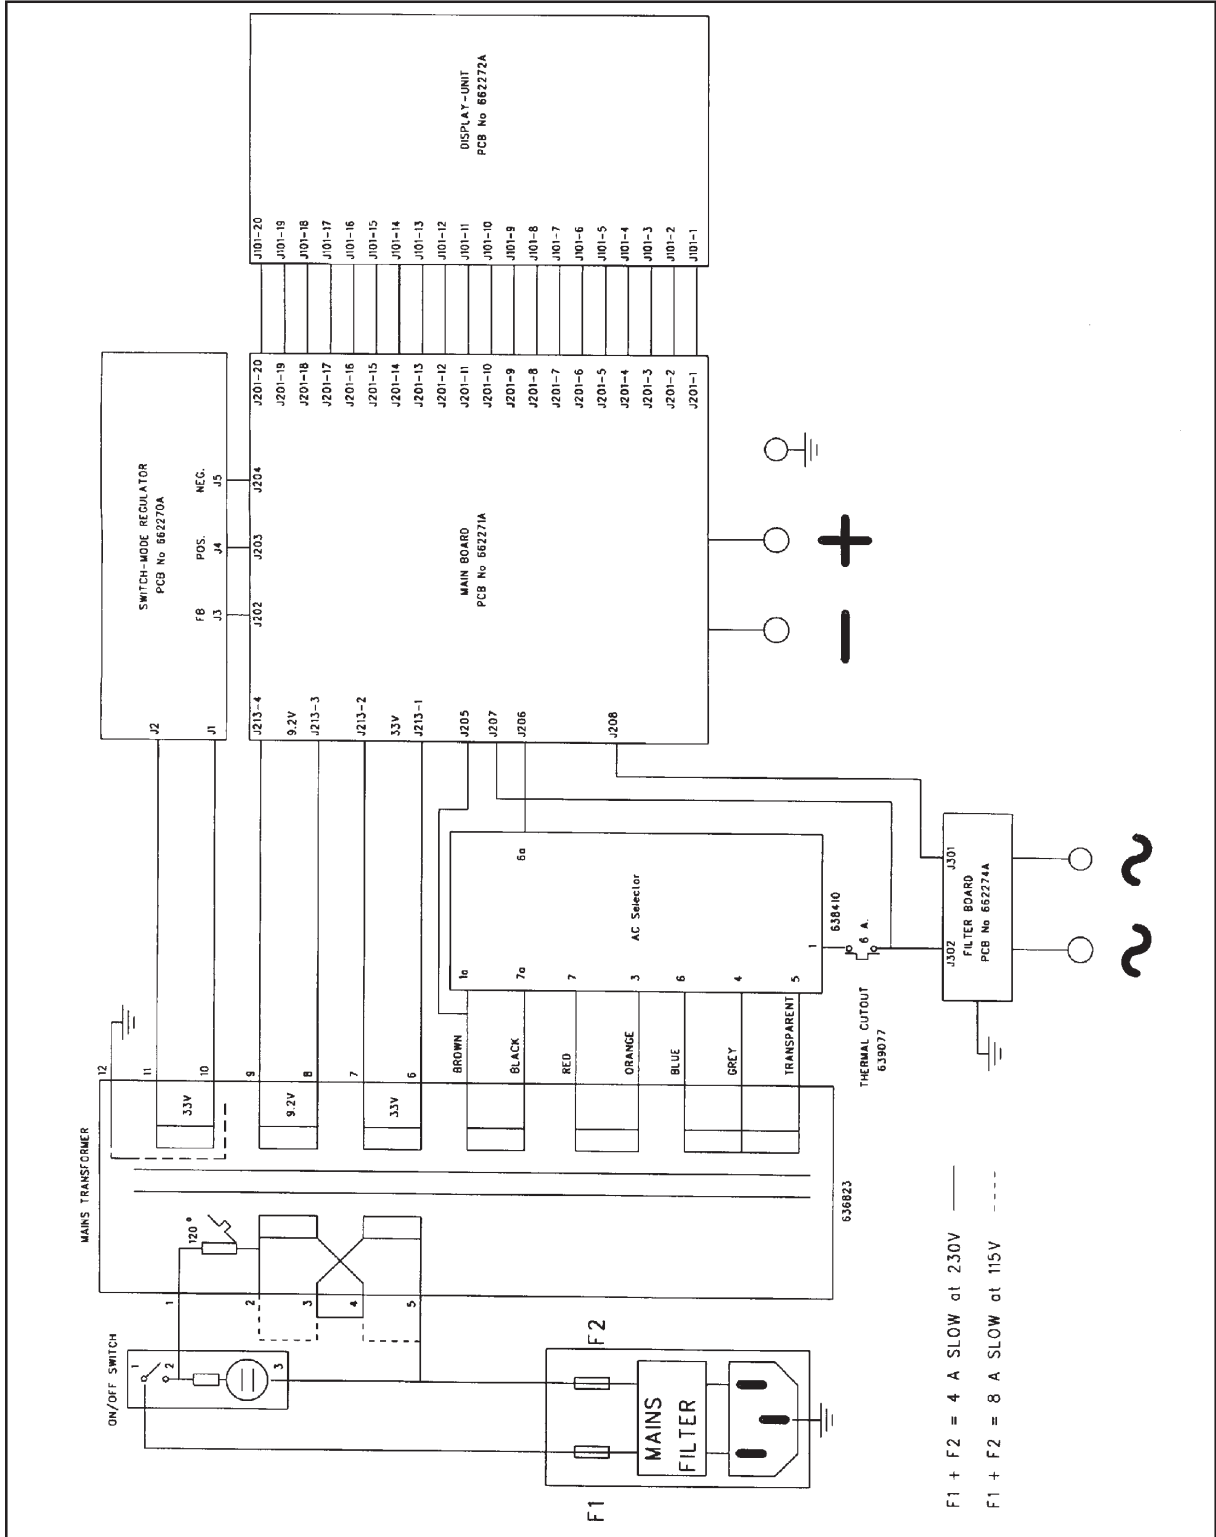 DISPLAY-UNIT
PCB No 662272A
J101-20
J101-19
J101-18
J101-17
J101-16
J101-15
J101-14
J101-13
J101-12
J101-11
J101-10
J101-9
J101-8
J101-7
J101-6
J101-5
J101-4
J101-3
J101-2
J101-1
SWITCH-MODE REGULATOR
PCB No 662270A
NEG.
J5
POS.
J4
FB
J3
J2
J1
J201-20
J201-19
J201-18
J201-17
J201-16
J201-15
J201-14
J201-13
J201-12
J201-11
J201-10
J201-9
J201-8
J201-7
J201-6
J201-5
J201-4
J201-3
J201-2
J201-1
J204
J203
J202
MAIN BOARD
PCB No 662271A
+
−
J213-4
9.2V
J213-3
J213-2
33V
J213-1
J205
J207
J206
J208
6a
AC Selector
1a
7a
7
3
6
4
5
1
638410
6 A.
THERMAL CUTOUT
639077
J301
J302
FILTER BOARD
PCB No 662274A
~
~
BROWN
BLACK
RED
ORANGE
BLUE
GREY
TRANSPARENT
12
11
10
9
8
7
6
33V
9.2V
33V
MAINS TRANSFORMER
636823
120°
1
2
3
4
5
ON/OFF SWITCH
1
2
3
F2
F1
MAINS
FILTER
F1 + F2 = 4 A SLOW at 230V
F1 + F2 = 8 A SLOW at 115V